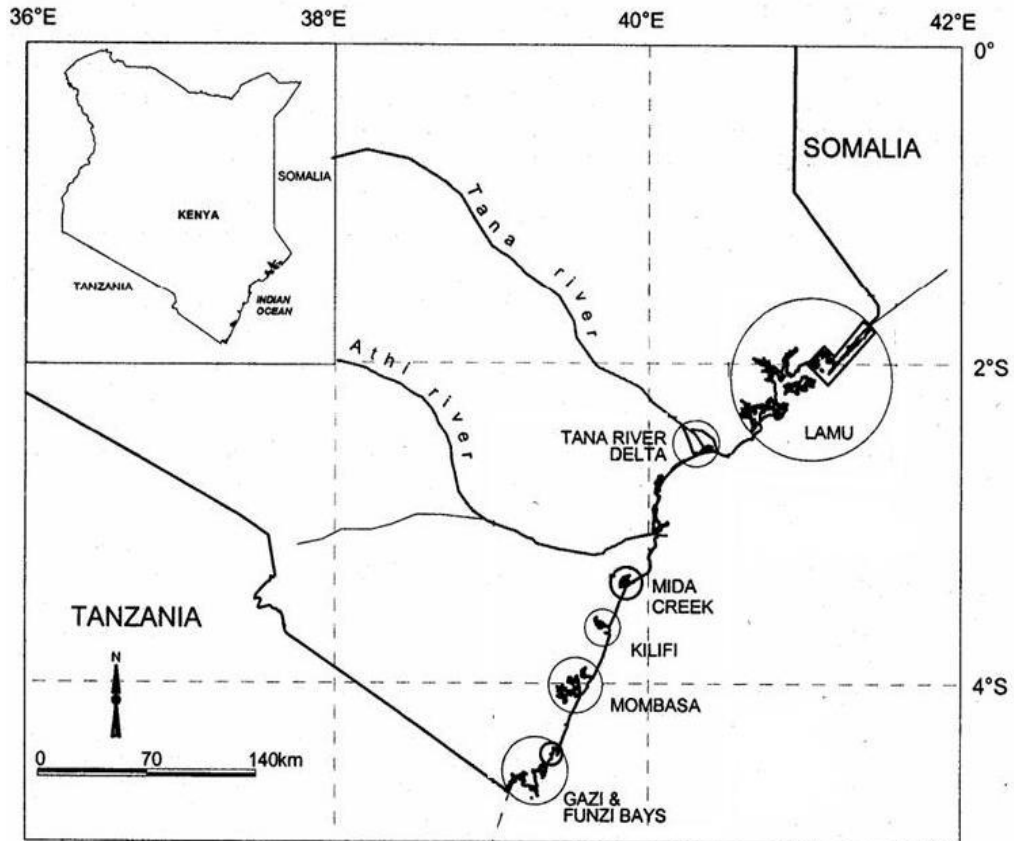 36°E 38°E 40°E 42°E
0°
SOMALIA
SOMALIA
KENYA
TANZANIA
INDIAN
OCEAN
Tana river
Athi river
2°S
LAMU
TANA RIVER
DELTA
MIDA
CREEK
TANZANIA
KILIFI
N
4°S
MOMBASA
0 70 140km
GAZI &
FUNZI BAYS